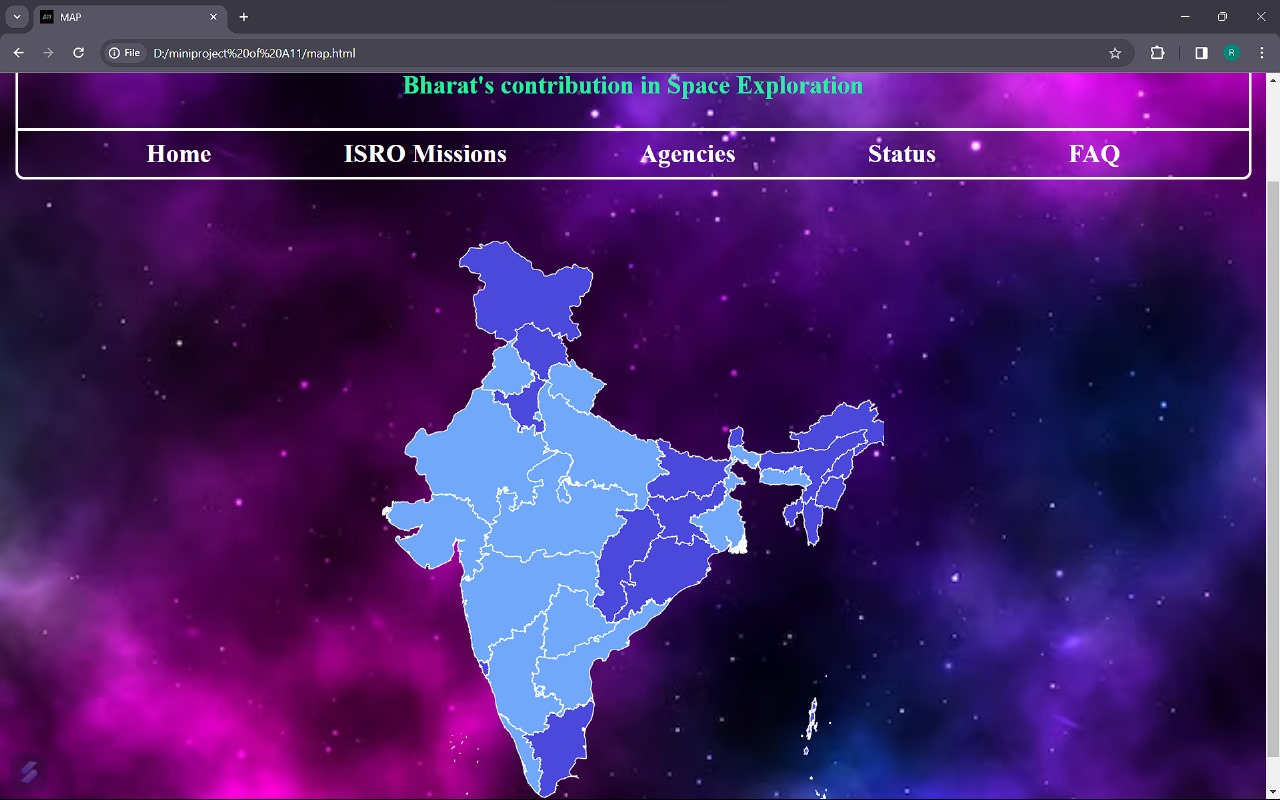 MAP
File
D:/miniproject%20of%20A11/map.html
R
Bharat's contribution in Space Exploration
Home ISRO Missions Agencies Status FAQ